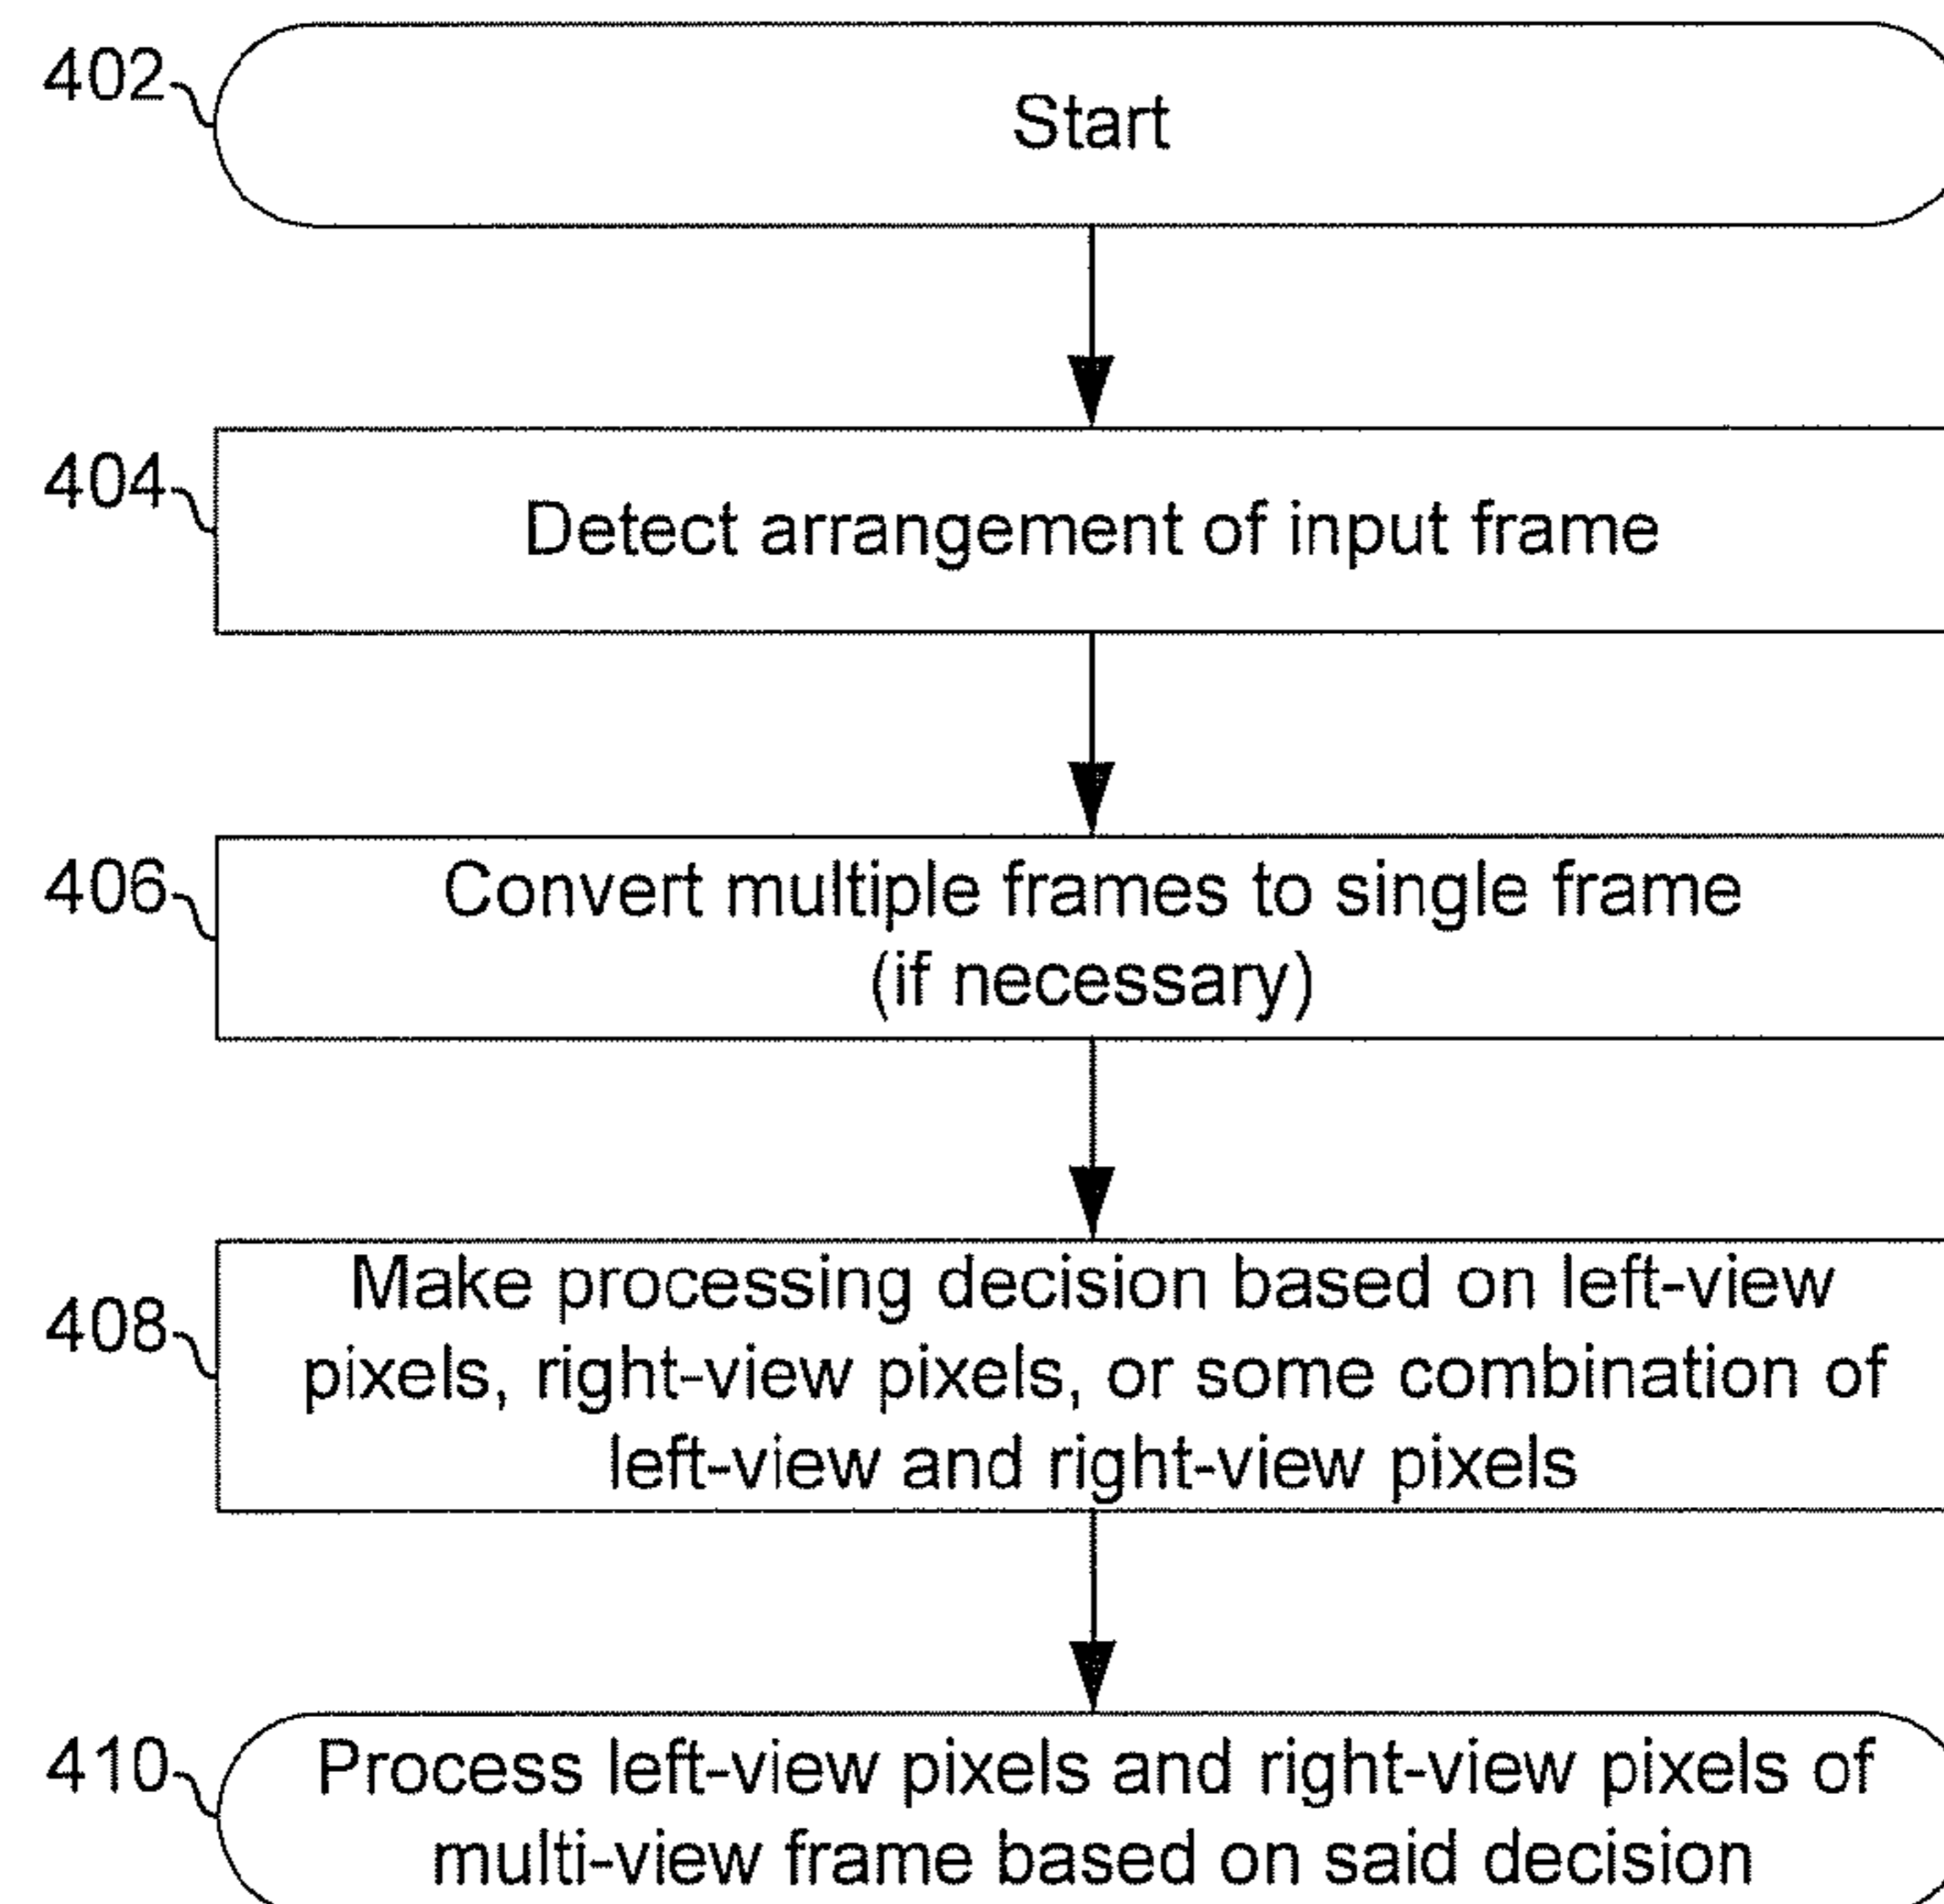 402
Start
404
Detect arrangement of input frame
406
Convert multiple frames to single frame
(if necessary)
408
Make processing decision based on left-view
pixels, right-view pixels, or some combination of
left-view and right-view pixels
410
Process left-view pixels and right-view pixels of
multi-view frame based on said decision